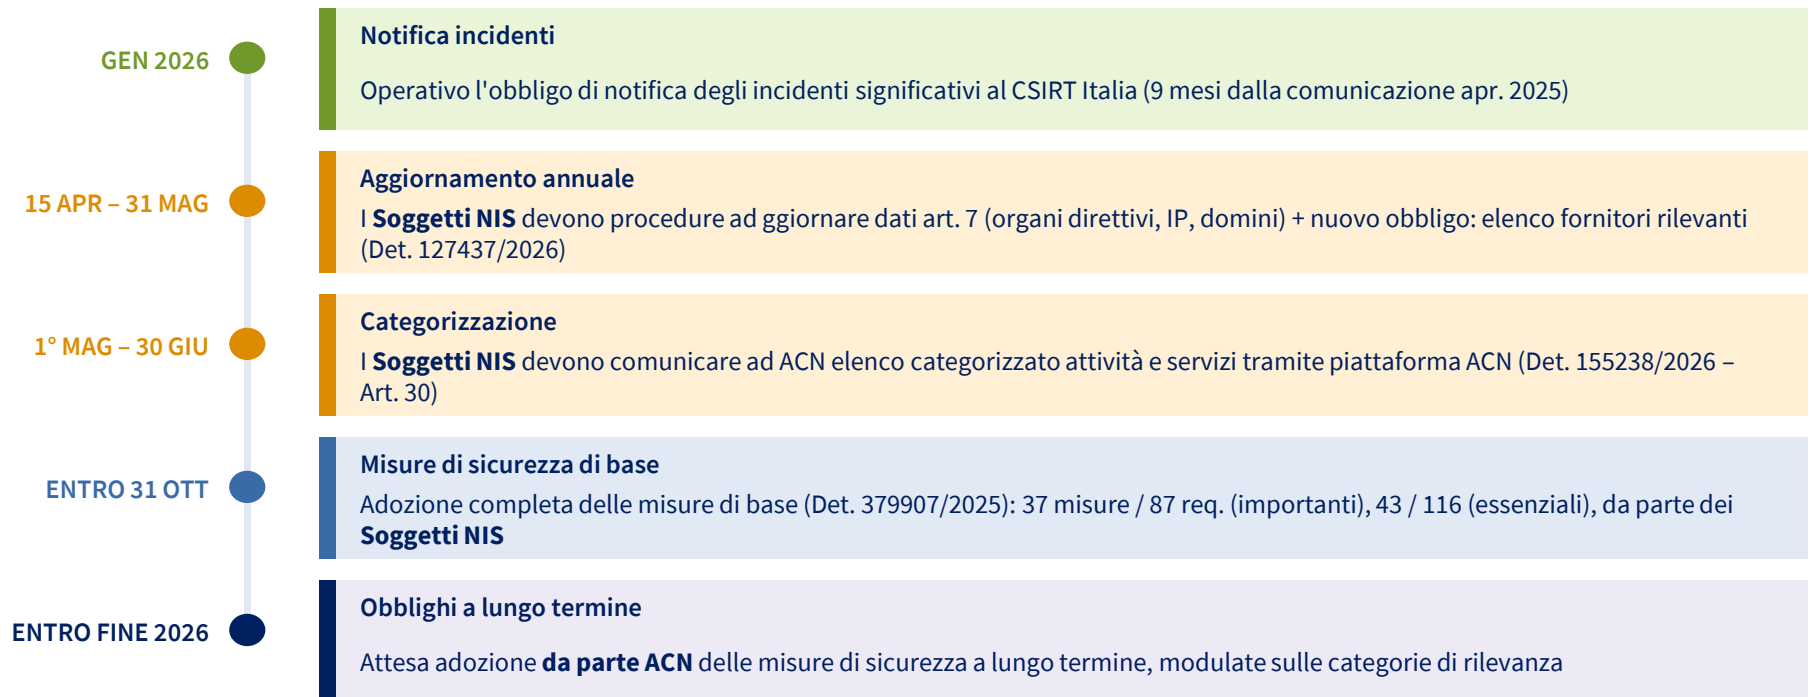 GEN 2026
Notifica incidenti
Operativo l'obbligo di notifica degli incidenti significativi al CSIRT Italia (9 mesi dalla comunicazione apr. 2025)
15 APR – 31 MAG
Aggiornamento annuale
I Soggetti NIS devono procedure ad ggiornare dati art. 7 (organi direttivi, IP, domini) + nuovo obbligo: elenco fornitori rilevanti
(Det. 127437/2026)
1° MAG – 30 GIU
Categorizzazione
I Soggetti NIS devono comunicare ad ACN elenco categorizzato attività e servizi tramite piattaforma ACN (Det. 155238/2026 –
Art. 30)
ENTRO 31 OTT
Misure di sicurezza di base
Adozione completa delle misure di base (Det. 379907/2025): 37 misure / 87 req. (importanti), 43 / 116 (essenziali), da parte dei
Soggetti NIS
ENTRO FINE 2026
Obblighi a lungo termine
Attesa adozione da parte ACN delle misure di sicurezza a lungo termine, modulate sulle categorie di rilevanza